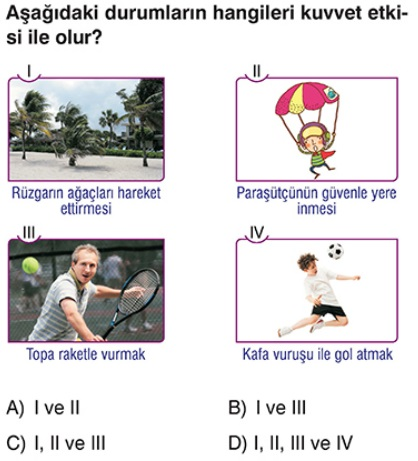 Aşağıdaki durumların hangileri kuvvet etki-
si ile olur?
I
II
Rüzgarın ağaçları hareket
ettirmesi
Paraşütçünün güvenle yere
inmesi
III
IV
Topa raketle vurmak
Kafa vuruşu ile gol atmak
A) I ve II
B) I ve III
C) I, II ve III
D) I, II, III ve IV